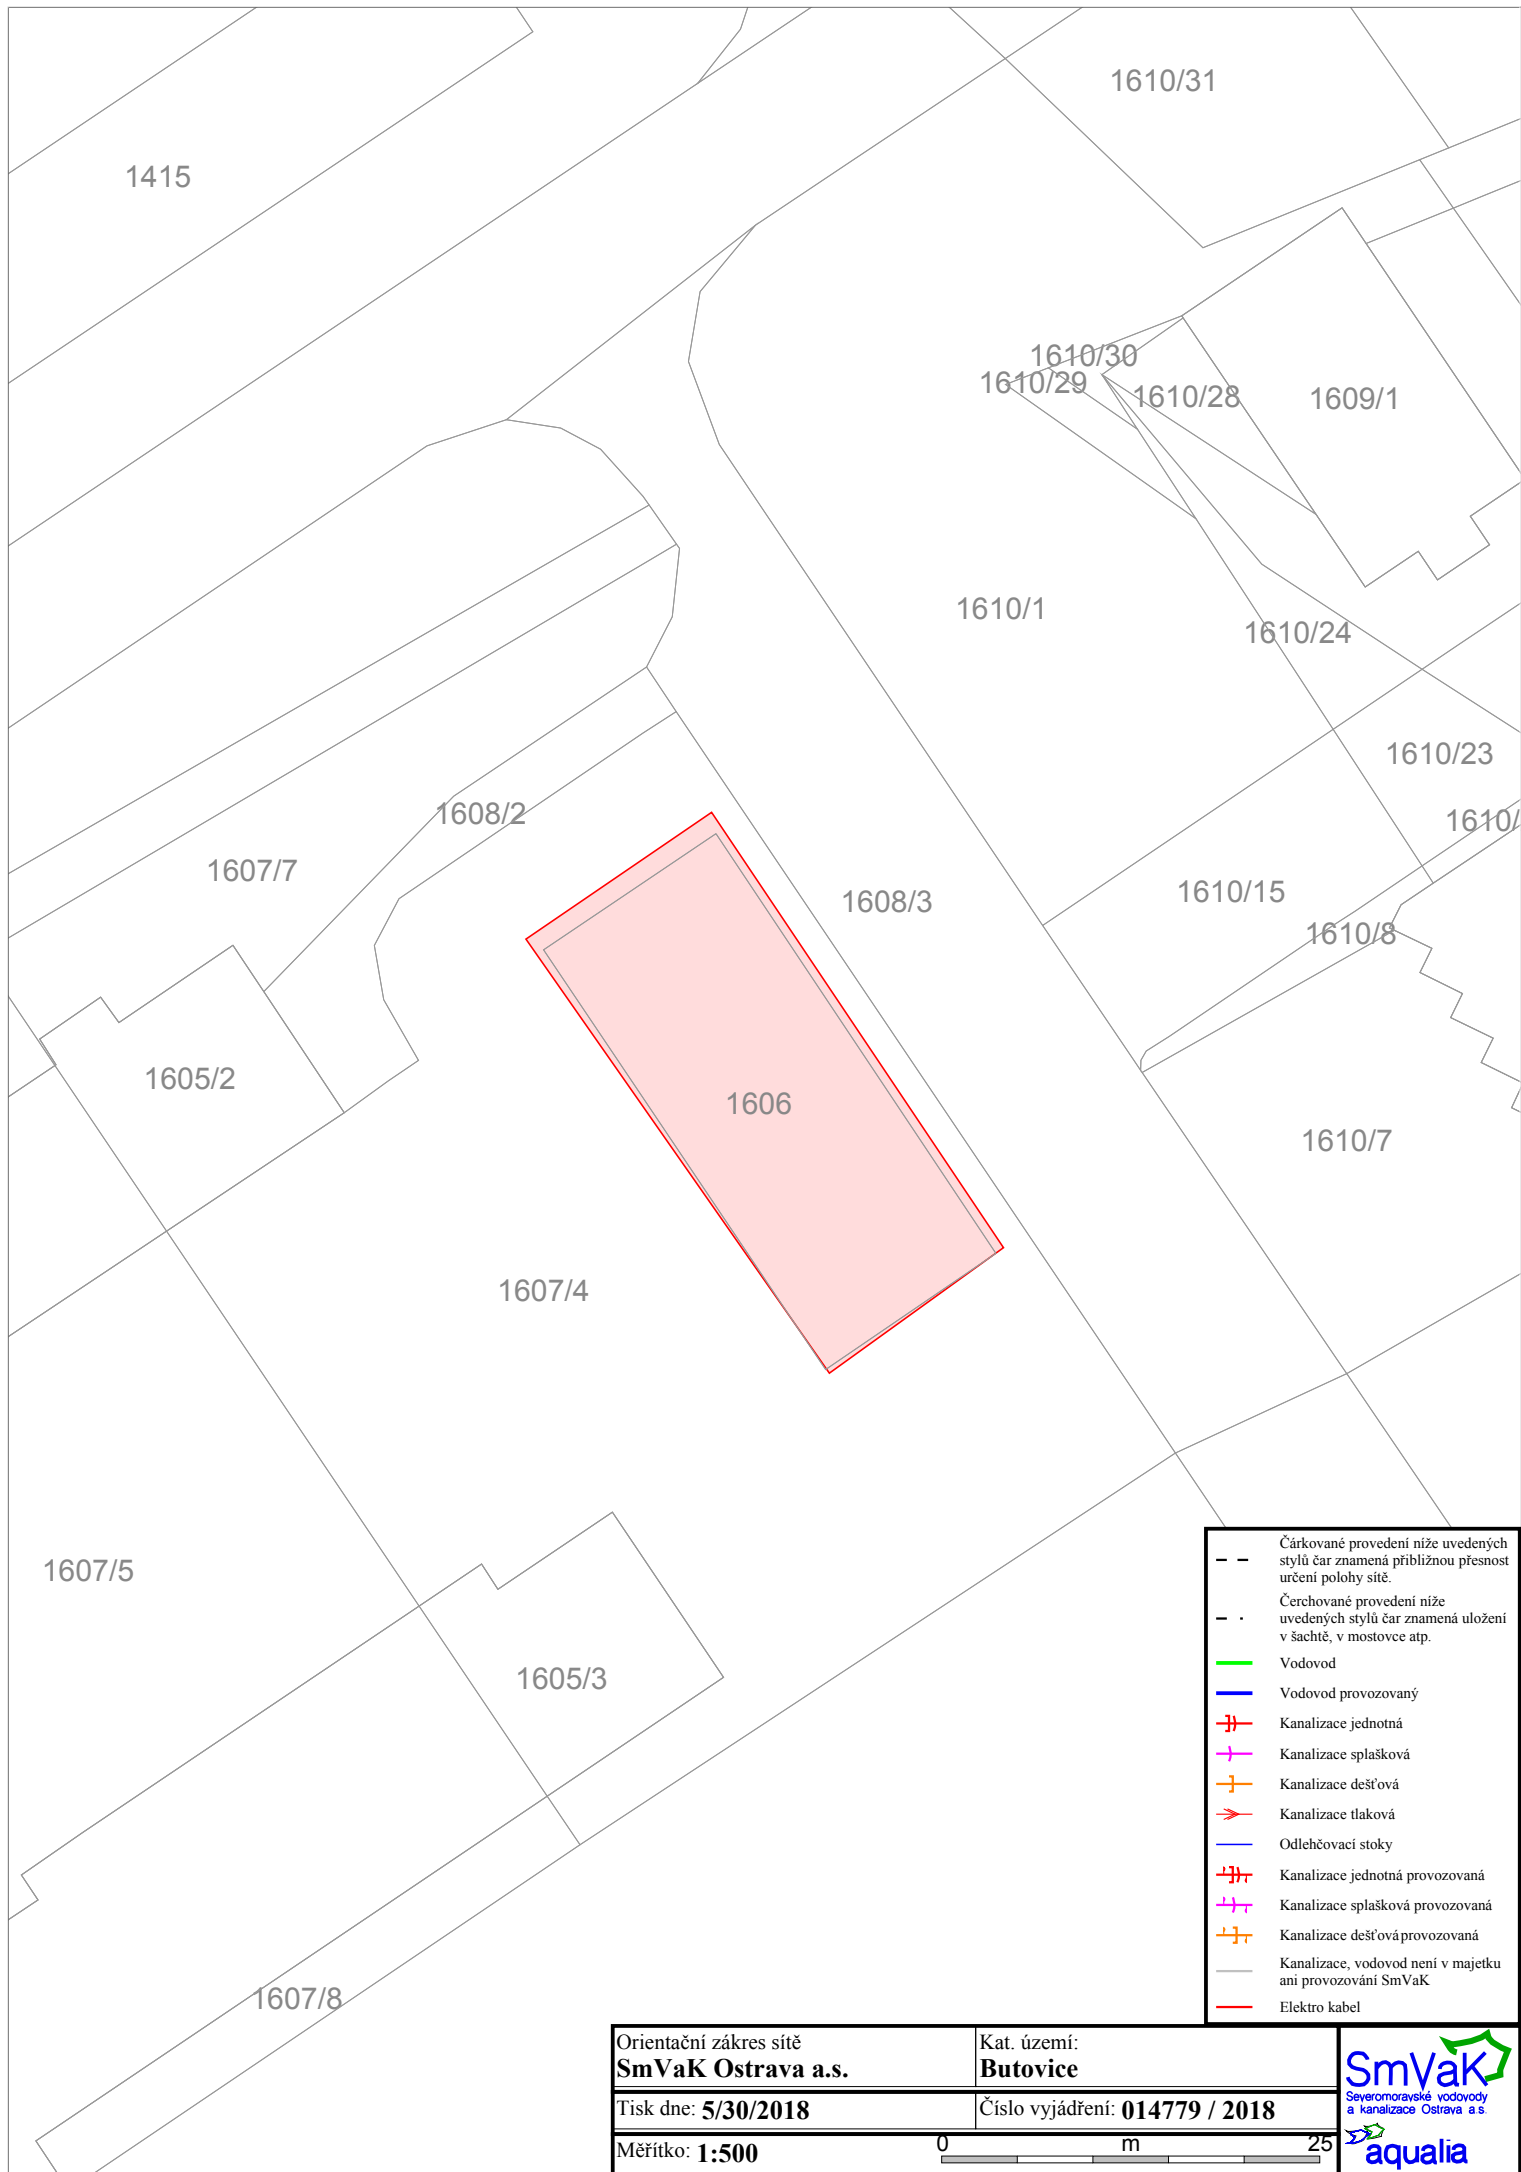 1610/31
1415
1610/30
1610/29
1610/28
1609/1
1610/1
1610/24
1610/23
1608/2
1610/
1607/7
1610/15
1608/3
1610/8
1605/2
1606
1610/7
1607/4
1607/5
1605/3
1607/8
Čárkované provedení níže uvedených
stylů čar znamená přibližnou přesnost
určení polohy sítě.
Čerchované provedení níže
uvedených stylů čar znamená uložení
v šachtě, v mostovce atp.
Vodovod
Vodovod provozovaný
Kanalizace jednotná
Kanalizace splašková
Kanalizace dešťová
Kanalizace tlaková
Odlehčovací stoky
Kanalizace jednotná provozovaná
Kanalizace splašková provozovaná
Kanalizace dešťová provozovaná
Kanalizace, vodovod není v majetku
ani provozování SmVaK
Elektro kabel
Orientační zákres sítě
SmVaK Ostrava a.s.
Kat. území:
Butovice
Tisk dne: 5/30/2018
Číslo vyjádření: 014779 / 2018
Měřítko: 1:500
0 m 25
SmVaK
Severomoravské vodovody
a kanalizace Ostrava a.s.
aqualia